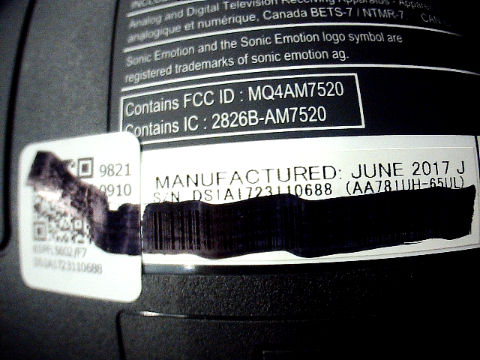 Analog and Digital Television Receiving Apparatus -
analogique et numérique, Canada BETS-7 / NTMR-7 CAN
Sonic Emotion and the Sonic Emotion logo symbol are
registered trademarks of sonic emotion ag.
Contains FCC ID : MQ4AM7520
Contains IC : 2826B-AM7520
9821
0910
MANUFACTURED: JUNE 2017 J
S/N DS1A1723110688
DS1A1723110688